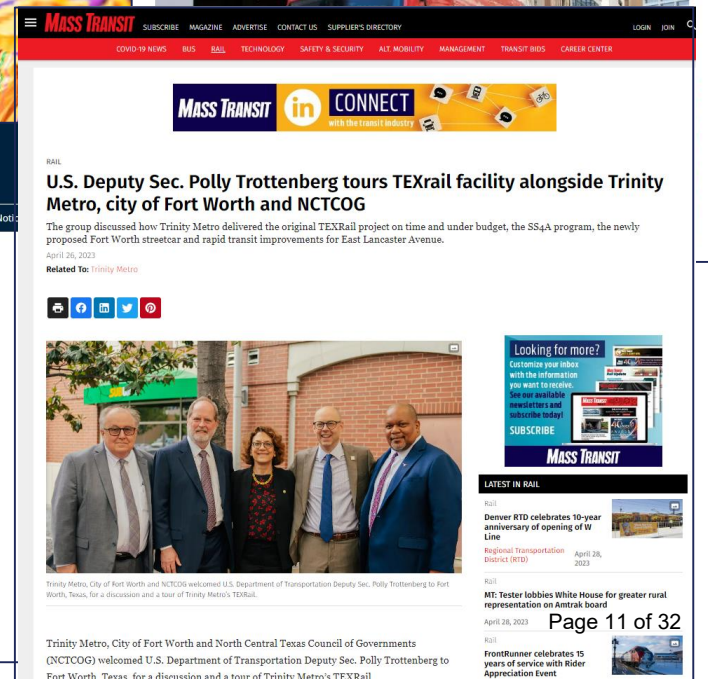 MASS TRANSIT SUBSCRIBE MAGAZINE ADVERTISE CONTACT US SUPPLIER'S DIRECTORY LOGIN JOIN
COVID-19 NEWS BUS RAIL TECHNOLOGY SAFETY & SECURITY ALT. MOBILITY MANAGEMENT TRANSIT BIDS CAREER CENTER
MASS TRANSIT in CONNECT
with the transit industry
RAIL
U.S. Deputy Sec. Polly Trottenberg tours TEXrail facility alongside Trinity
Metro, city of Fort Worth and NCTCOG
The group discussed how Trinity Metro delivered the original TEXRail project on time and under budget, the SS4A program, the newly
proposed Fort Worth streetcar and rapid transit improvements for East Lancaster Avenue.
April 26, 2023
Related To: Trinity Metro
Trinity Metro, City of Fort Worth and NCTCOG welcomed U.S. Department of Transportation Deputy Sec. Polly Trottenberg to Fort
Worth, Texas, for a discussion and a tour of Trinity Metro's TEXRail.
Trinity Metro, City of Fort Worth and North Central Texas Council of Governments
(NCTCOG) welcomed U.S. Department of Transportation Deputy Sec. Polly Trottenberg to
Fort Worth, Texas, for a discussion and a tour of Trinity Metro's TEXRail.
Looking for more?
Customize your inbox
with the information
you want to receive.
See our available
newsletters and
subscribe today!
SUBSCRIBE
MASS TRANSIT
LATEST IN RAIL
Rail
Denver RTD celebrates 10-year
anniversary of opening of W
Line
Regional Transportation
District (RTD)
April 28,
2023
Rail
MT: Tester lobbies White House for greater rural
representation on Amtrak board
April 28, 2023
Page 11 of 32
Rail
FrontRunner celebrates 15
years of service with Rider
Appreciation Event